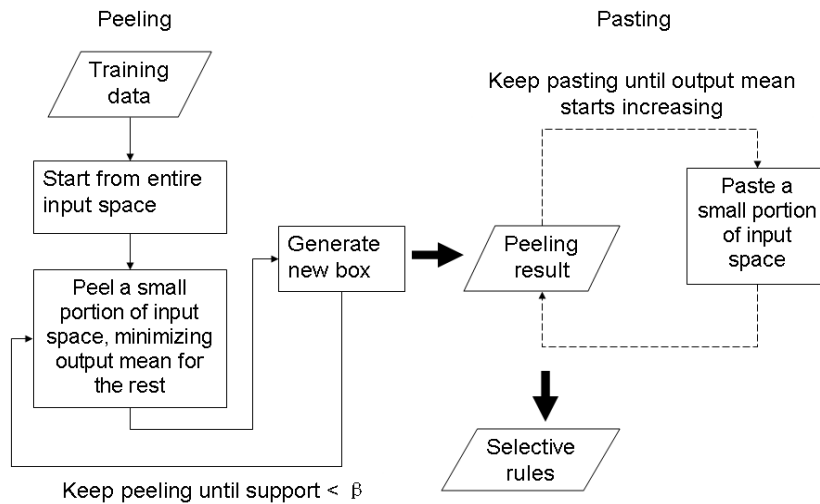 Peeling
Training
data
Start from entire
input space
Peel a small
portion of input
space, minimizing
output mean for
the rest
Generate
new box
Keep peeling until support < β
Pasting
Keep pasting until output mean
starts increasing
Peeling
result
Paste a
small portion
of input
space
Selective
rules